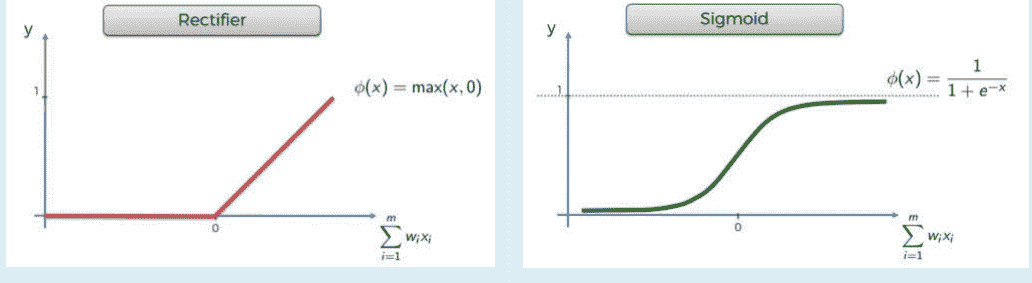 Rectifier
y
1
ϕ(x) = max(x, 0)
0
m
∑ wᵢxᵢ
i=1
Sigmoid
y
1
ϕ(x) = 1 / (1 + e^{-x})
0
m
∑ wᵢxᵢ
i=1